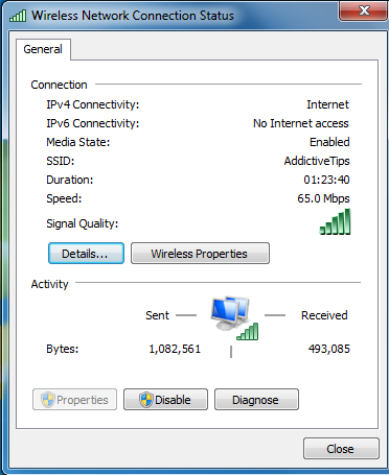 Wireless Network Connection Status
General
Connection
IPv4 Connectivity: Internet
IPv6 Connectivity: No Internet access
Media State: Enabled
SSID: AddictiveTips
Duration: 01:23:40
Speed: 65.0 Mbps
Signal Quality:
Details... Wireless Properties
Activity
Sent Received
Bytes: 1,082,561 493,085
Properties Disable Diagnose
Close